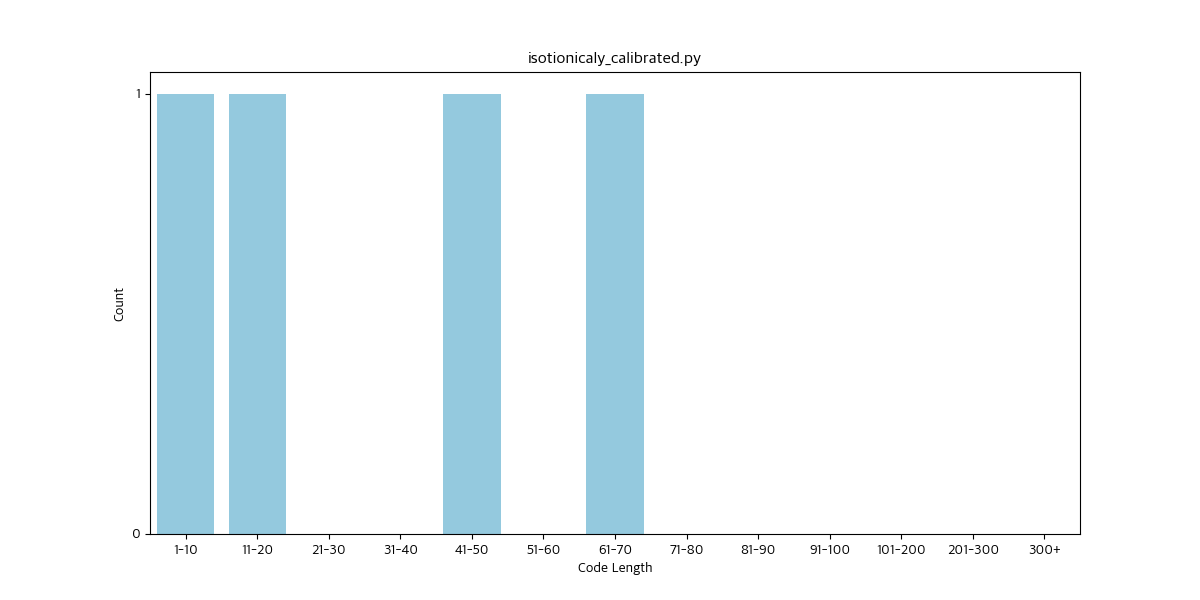 isotionicaly_calibrated.py
1
Count
0
1-10 11-20 21-30 31-40 41-50 51-60 61-70 71-80 81-90 91-100 101-200 201-300 300+
Code Length